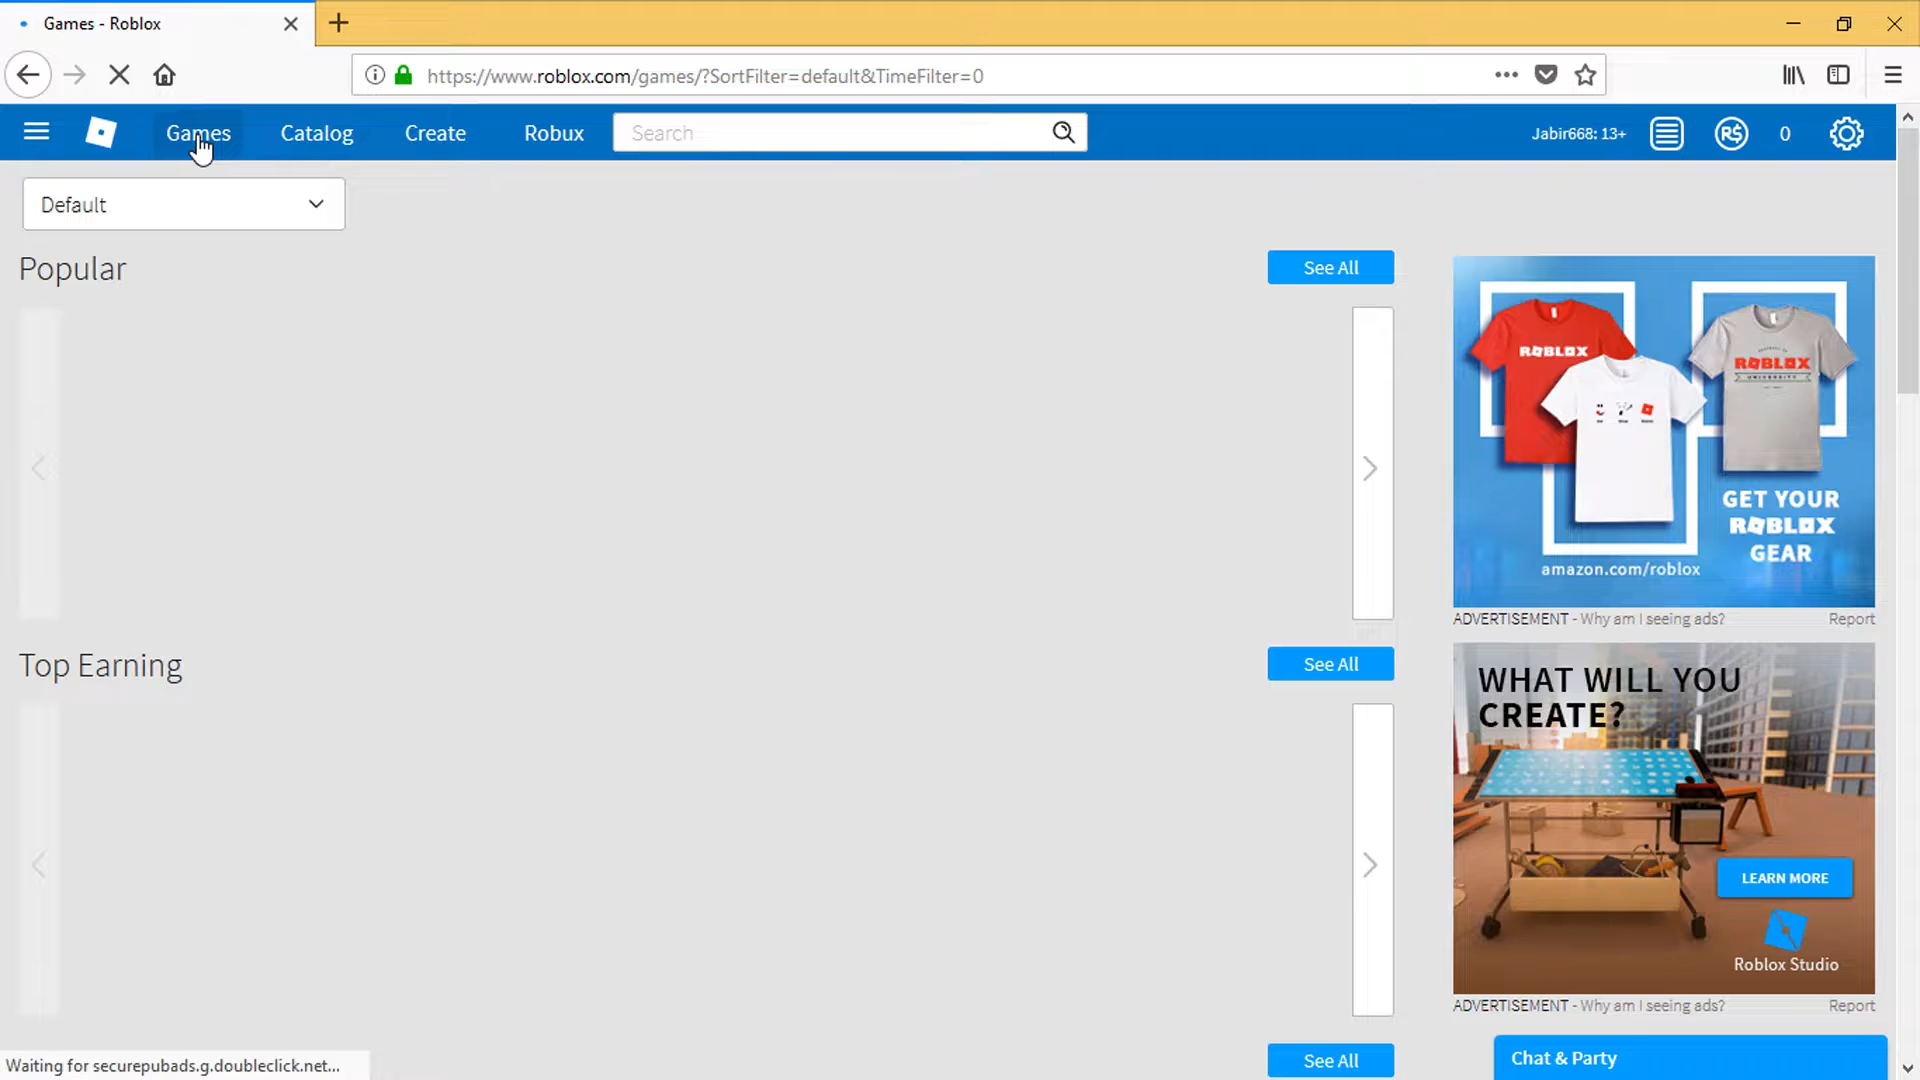 Games - Roblox
https://www.roblox.com/games/?SortFilter=default&TimeFilter=0
Games
Catalog
Create
Robux
Search
Jabir668: 13+
R$
0
Default
Popular
See All
ROBLOX
ROBLOX
UNIVERSITY
GET YOUR
ROBLOX
GEAR
amazon.com/roblox
ADVERTISEMENT - Why am I seeing ads?
Report
Top Earning
See All
WHAT WILL YOU
CREATE?
LEARN MORE
Roblox Studio
ADVERTISEMENT - Why am I seeing ads?
Report
See All
Chat & Party
Waiting for securepubads.g.doubleclick.net...